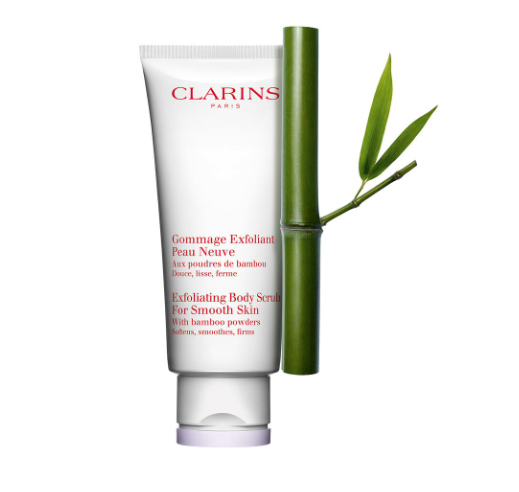 CLARINS
PARIS
Gommage Exfoliant
Peau Neuve
Aux poudres de bambou
Douce, lisse, ferme
Exfoliating Body Scrub
For Smooth Skin
With bamboo powders
Softens, smoothes, firms